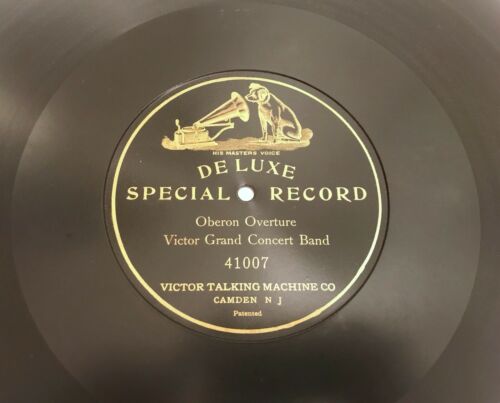 HIS MASTERS VOICE
DE LUXE
SPECIAL RECORD
Oberon Overture
Victor Grand Concert Band
41007
VICTOR TALKING MACHINE CO
CAMDEN N J
Patented